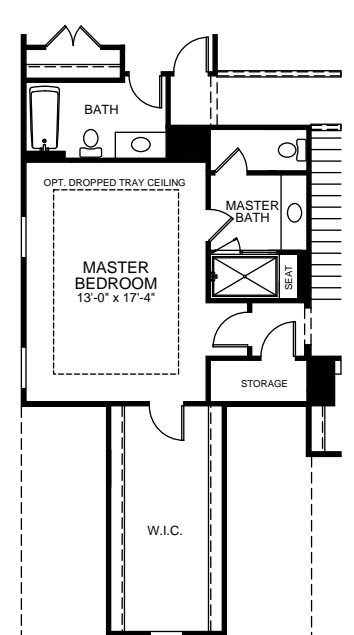 BATH
OPT. DROPPED TRAY CEILING
MASTER
BATH
MASTER
BEDROOM
13'-0" x 17'-4"
SEAT
STORAGE
W.I.C.